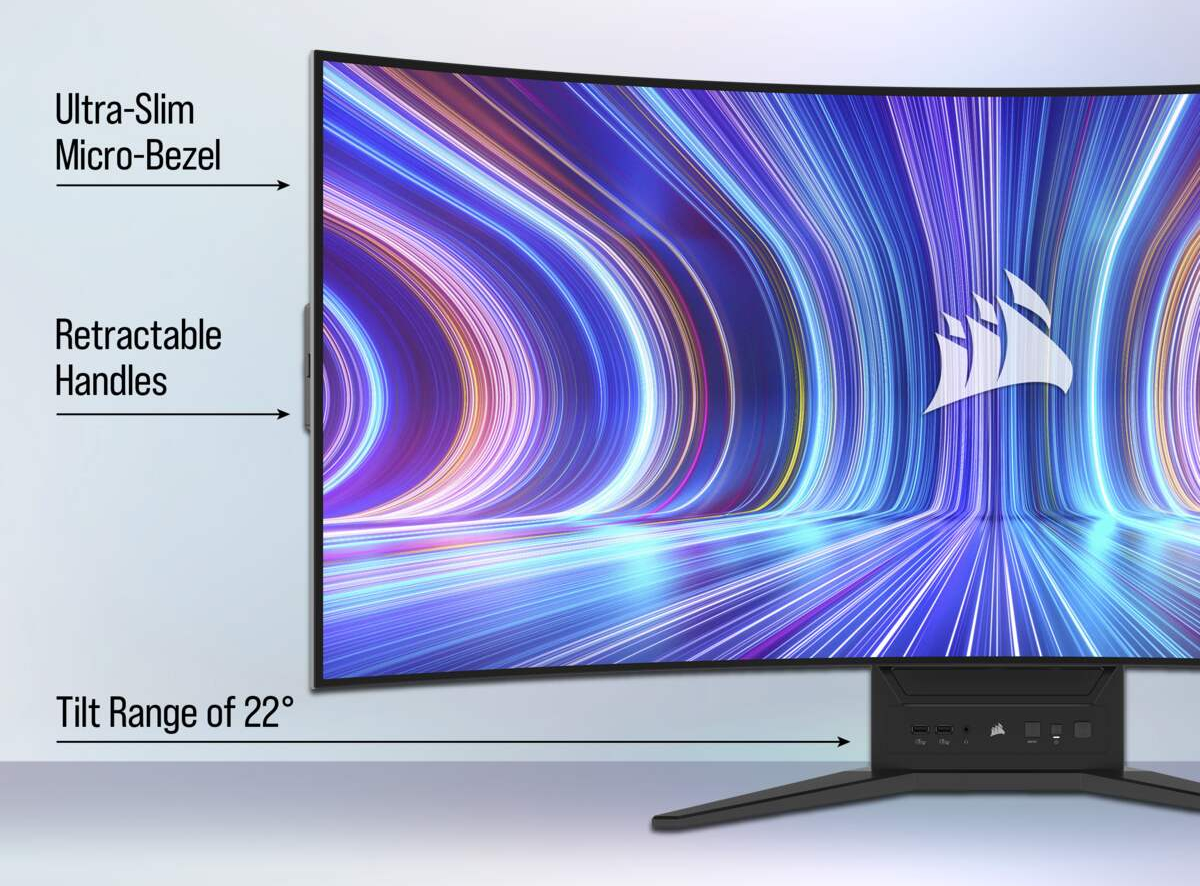 Ultra-Slim
Micro-Bezel
Retractable
Handles
Tilt Range of 22°